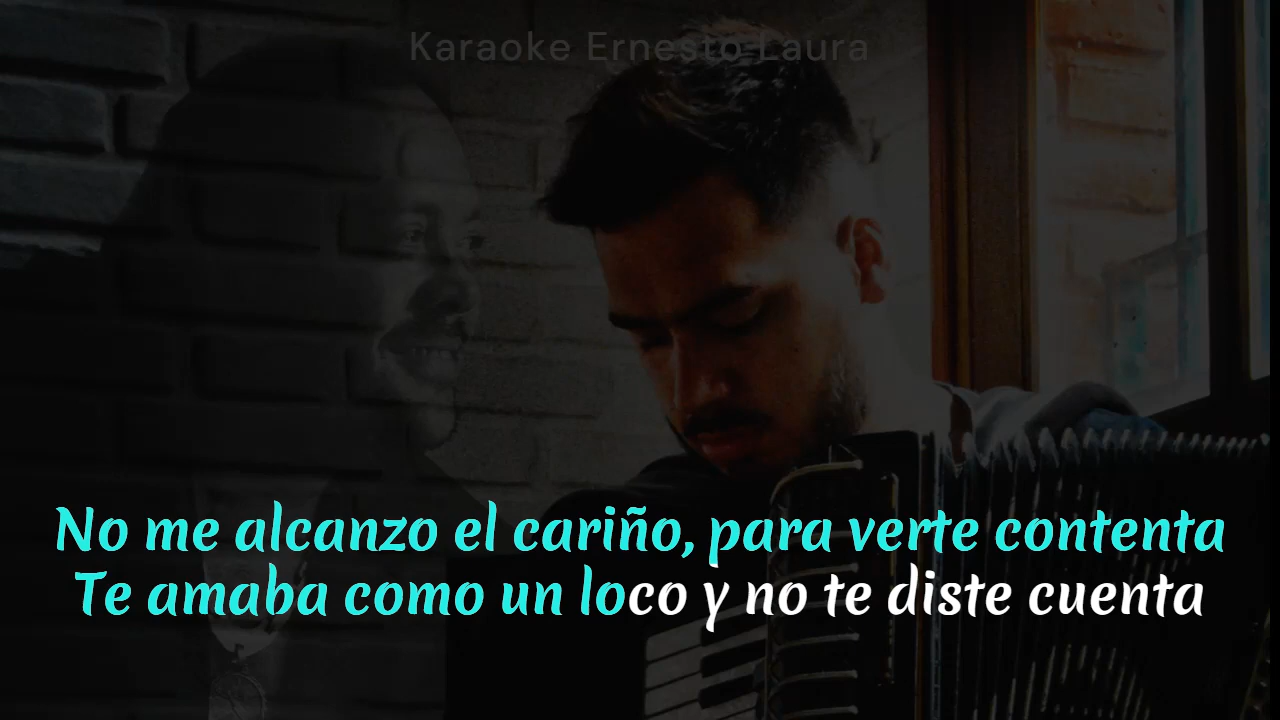 Karaoke Ernesto Laura
No me alcanzo el cariño, para verte contenta
Te amaba como un loco y no te diste cuenta